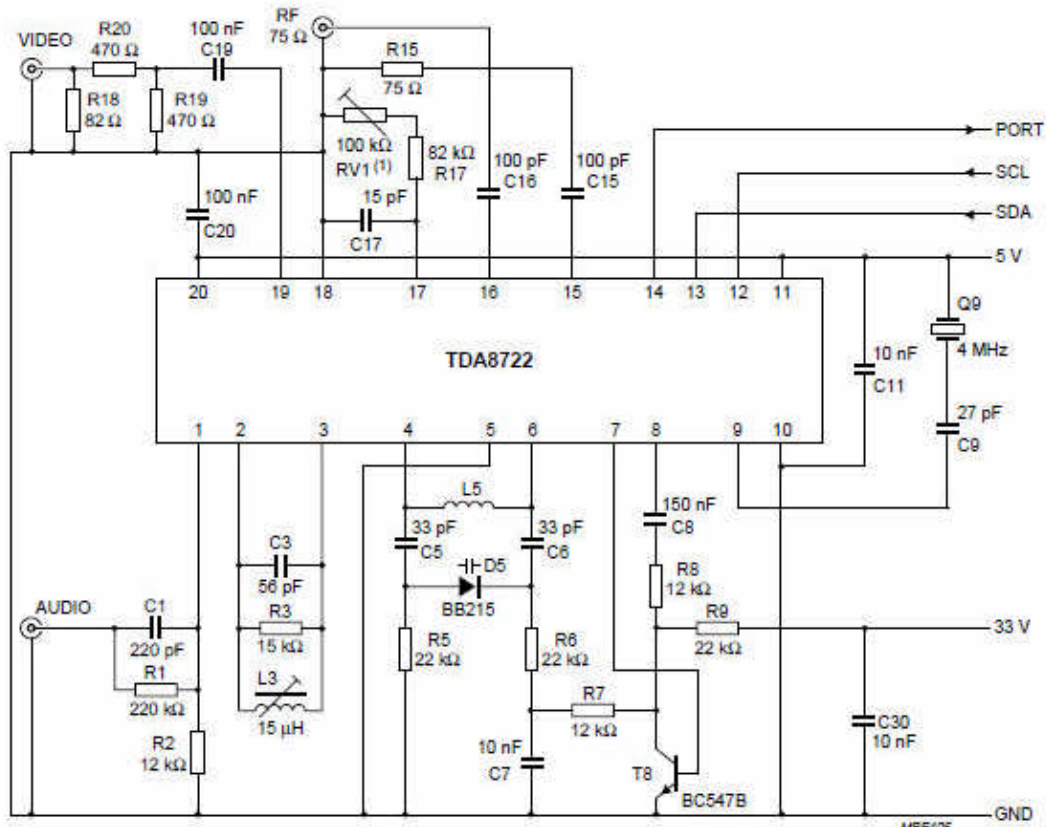 VIDEO
R20
470 Ω
100 nF
C19
RF
75 Ω
R15
75 Ω
R18
82 Ω
R19
470 Ω
100 kΩ
RV1 (1)
82 kΩ
R17
100 pF
C16
100 pF
C15
PORT
SCL
SDA
5 V
100 nF
C20
15 pF
C17
20 19 18 17 16 15 14 13 12 11
TDA8722
Q9
4 MHz
10 nF
C11
27 pF
C9
1 2 3 4 5 6 7 8 9 10
L5
33 pF
C5
33 pF
C6
150 nF
C8
C3
56 pF
D5
BB215
R8
12 kΩ
AUDIO
C1
220 pF
R3
15 kΩ
R5
22 kΩ
R6
22 kΩ
R9
22 kΩ
33 V
R1
220 kΩ
L3
15 μH
R7
12 kΩ
R2
12 kΩ
10 nF
C7
T8
BC547B
C30
10 nF
GND